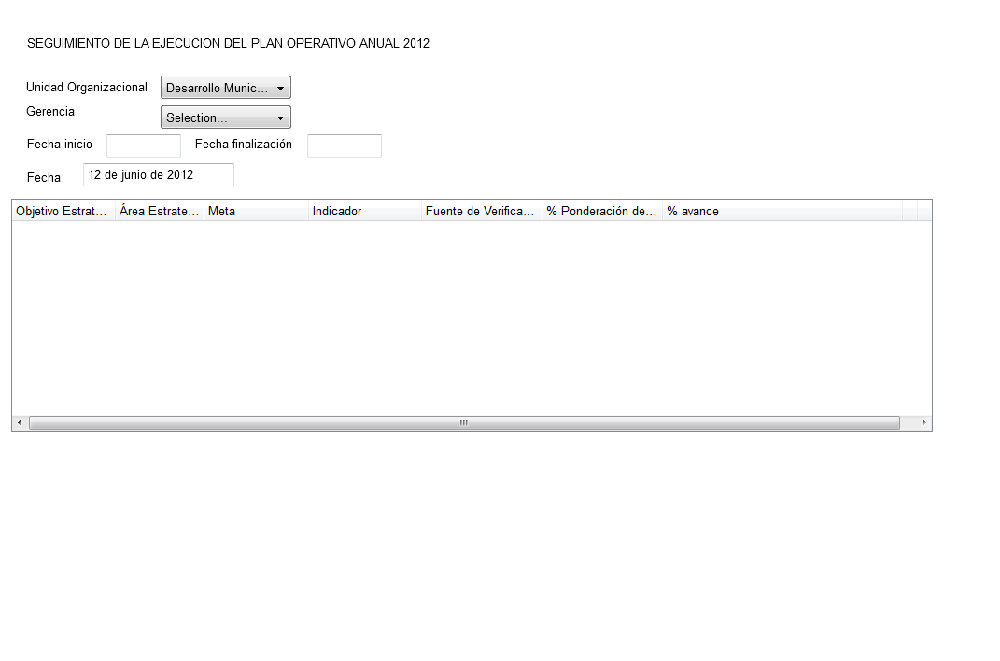 SEGUIMIENTO DE LA EJECUCION DEL PLAN OPERATIVO ANUAL 2012
Unidad Organizacional Desarrollo Munic...
Gerencia Selection...
Fecha inicio Fecha finalización
Fecha 12 de junio de 2012
Objetivo Estrat... Área Estrate... Meta Indicador Fuente de Verifica... % Ponderación de... % avance